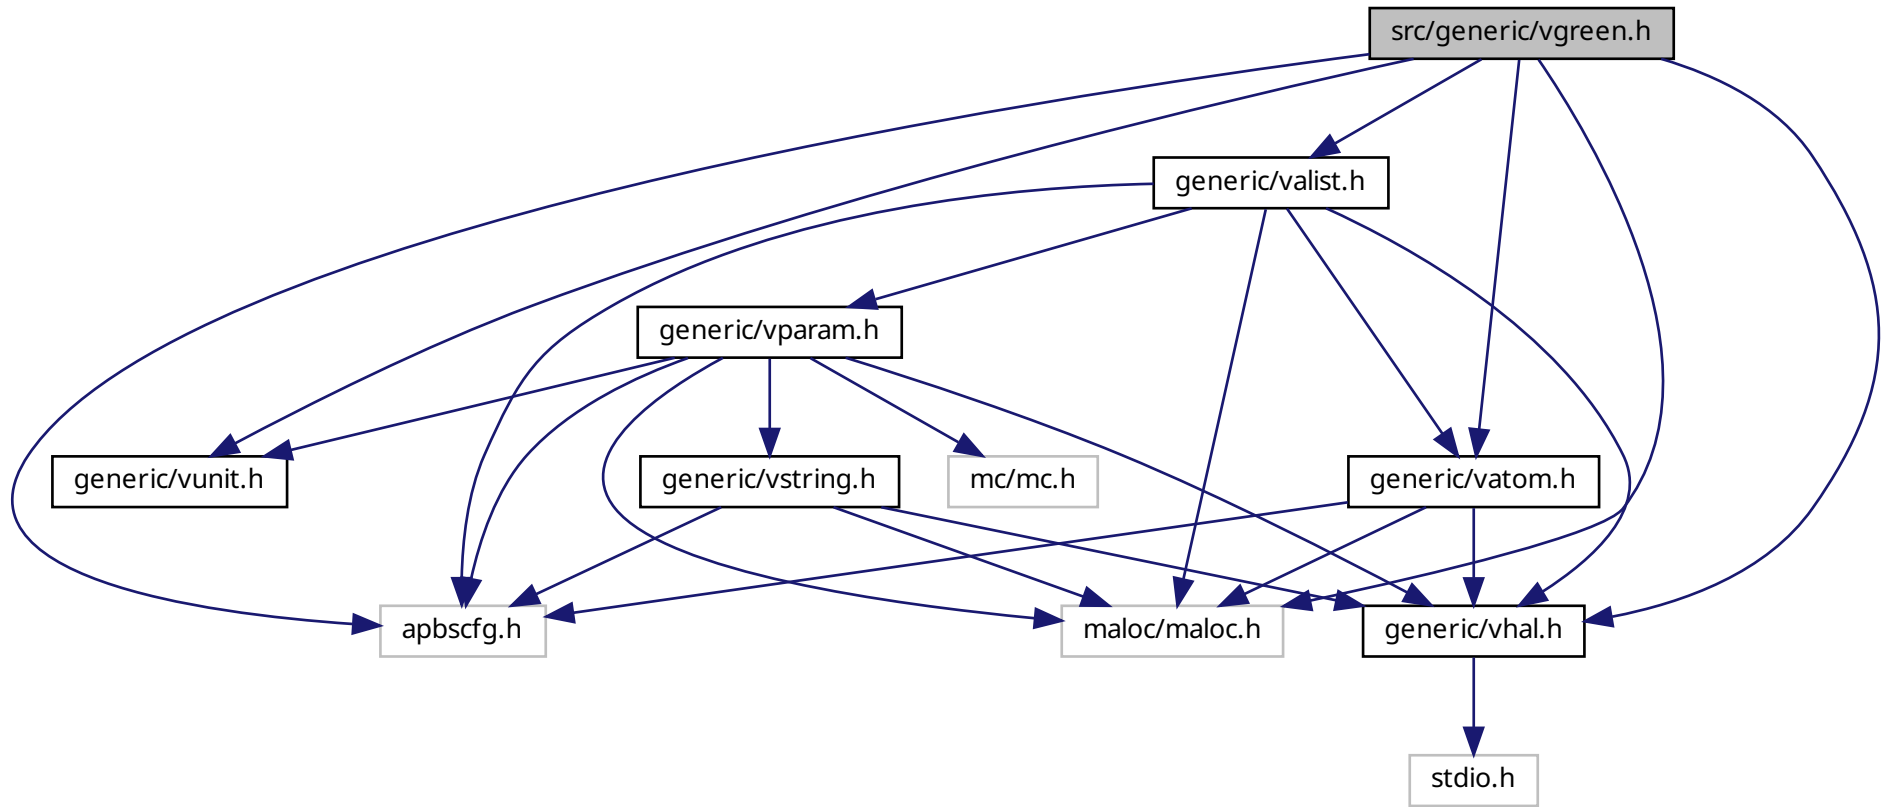 src/generic/vgreen.h
generic/valist.h
generic/vparam.h
generic/vunit.h
generic/vstring.h
mc/mc.h
generic/vatom.h
apbscfg.h
maloc/maloc.h
generic/vhal.h
stdio.h